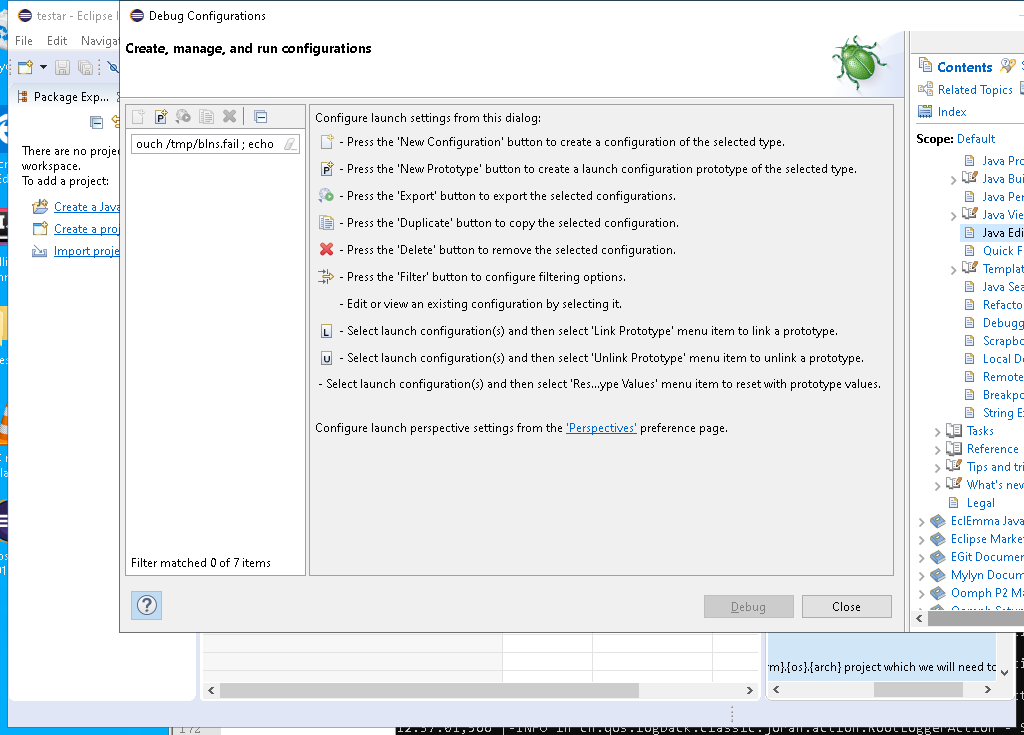 testar - Eclipse I
File Edit Navigat
Package Exp...
There are no proje
workspace.
To add a project:
Create a Java
Create a proj
Import proje
Debug Configurations
Create, manage, and run configurations
ouch /tmp/blns.fail ; echo
Filter matched 0 of 7 items
Configure launch settings from this dialog:
- Press the 'New Configuration' button to create a configuration of the selected type.
- Press the 'New Prototype' button to create a launch configuration prototype of the selected type.
- Press the 'Export' button to export the selected configurations.
- Press the 'Duplicate' button to copy the selected configuration.
- Press the 'Delete' button to remove the selected configuration.
- Press the 'Filter' button to configure filtering options.
- Edit or view an existing configuration by selecting it.
- Select launch configuration(s) and then select 'Link Prototype' menu item to link a prototype.
- Select launch configuration(s) and then select 'Unlink Prototype' menu item to unlink a prototype.
- Select launch configuration(s) and then select 'Res...ype Values' menu item to reset with prototype values.
Configure launch perspective settings from the 'Perspectives' preference page.
Debug Close
Contents
Related Topics
Index
Scope: Default
Java Pro
Java Bui
Java Per
Java Vie
Java Edi
Quick F
Templat
Java Sea
Refacto
Debugg
Scrapbo
Local D
Remote
Breakpo
String E
Tasks
Reference
Tips and tri
What's new
Legal
EclEmma Java
Eclipse Marke
EGit Documer
Mylyn Docum
Oomph P2 Ma
Oomph Setup
rm}.{os}.{arch} project which we will need to
172
12:57:01,566 |-INFO in ch.qos.logback.classic.joran.action.RootLoggerAction - S